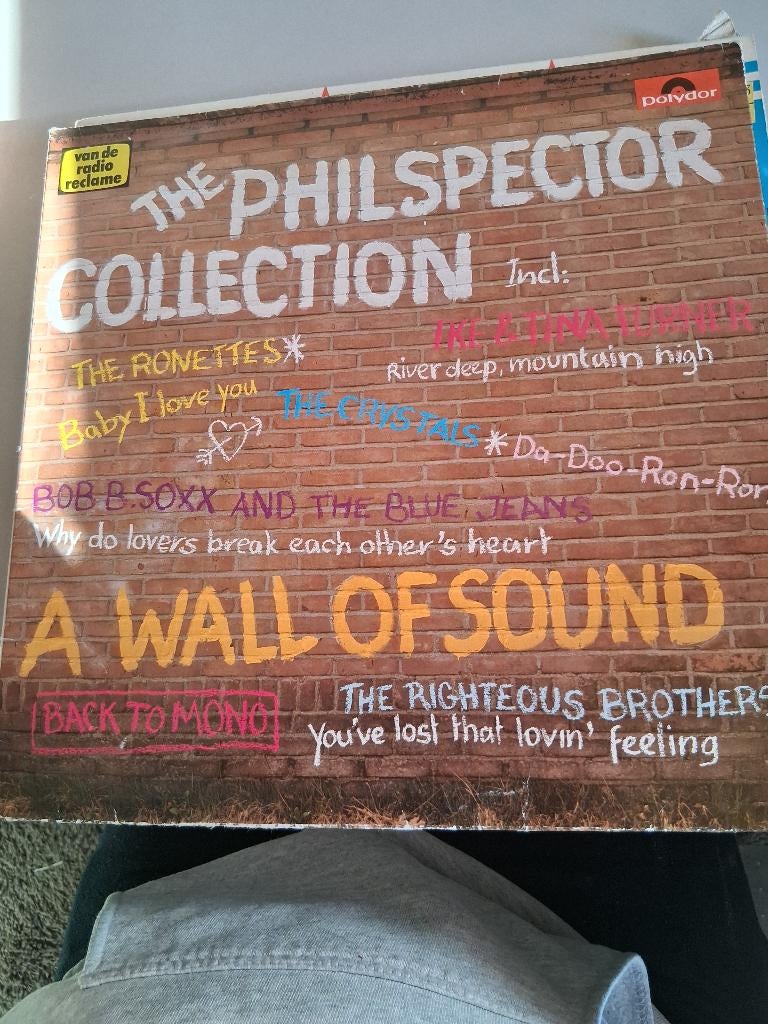 polydor
van de
radio
reclame
THE PHIL SPECTOR
COLLECTION Incl:
IKE & TINA TURNER
River deep, mountain high
THE RONETTES*
Baby I love you
THE CRYSTALS * Da-Doo-Ron-Ron
BOB B. SOXX AND THE BLUE JEANS
Why do lovers break each other's heart
A WALL OF SOUND
BACK TO MONO
THE RIGHTEOUS BROTHERS
You've lost that lovin' feeling